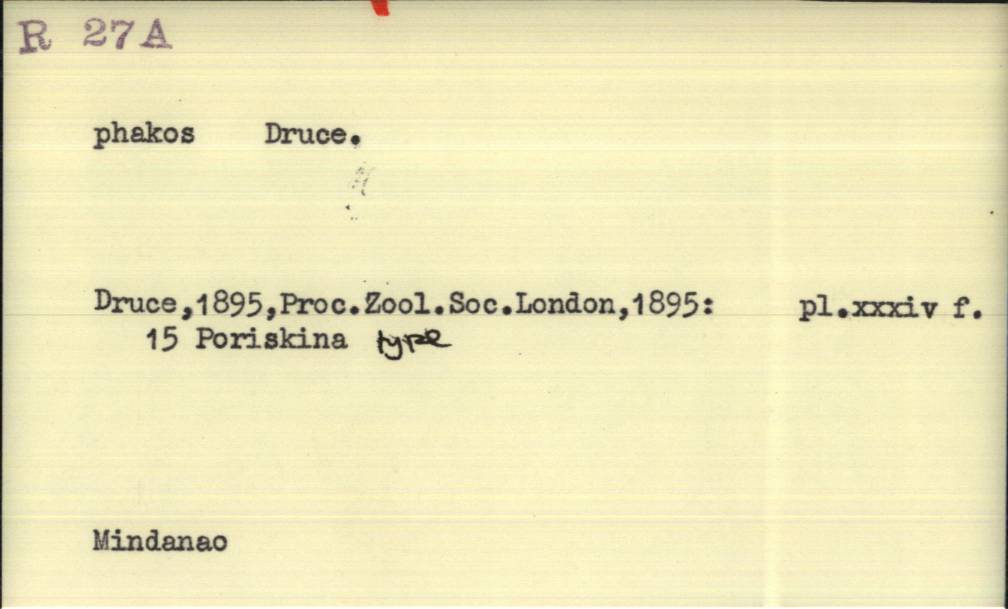 R 27A
phakos Druce.
Druce,1895,Proc.Zool.Soc.London,1895: pl.xxxiv f.
15 Poriskina type
Mindanao